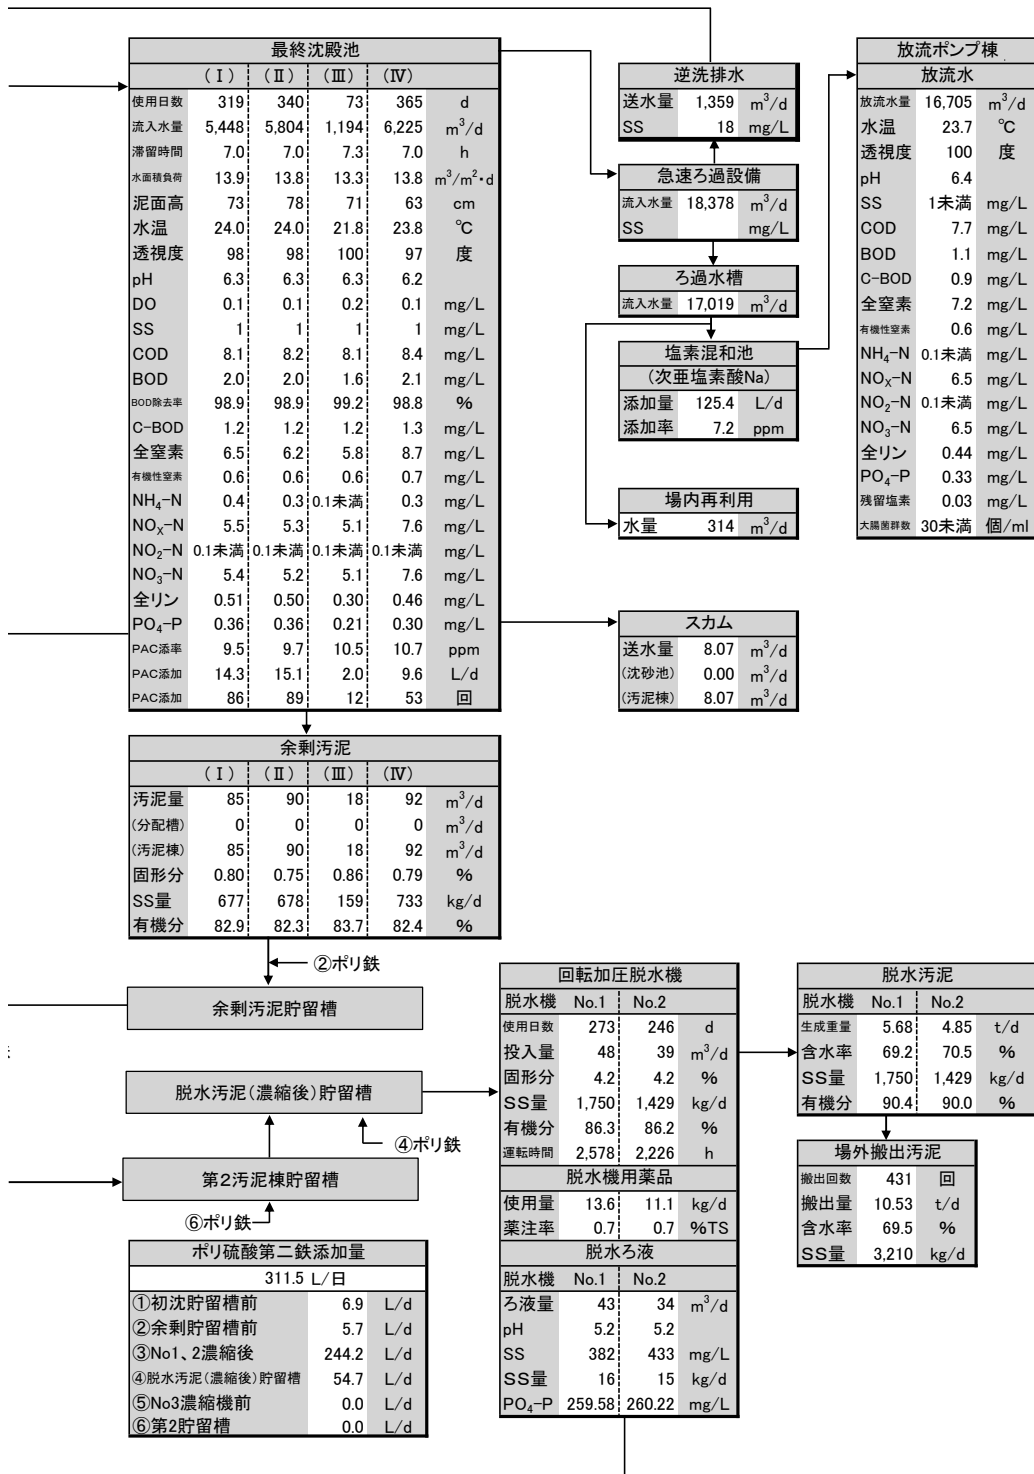 最終沈殿池
(Ⅰ) (Ⅱ) (Ⅲ) (Ⅳ)
使用日数 319 340 73 365 d
流入水量 5,448 5,804 1,194 6,225 m³/d
滞留時間 7.0 7.0 7.3 7.0 h
水面積負荷 13.9 13.8 13.3 13.8 m³/m²・d
泥面高 73 78 71 63 cm
水温 24.0 24.0 21.8 23.8 ℃
透視度 98 98 100 97 度
pH 6.3 6.3 6.3 6.2
DO 0.1 0.1 0.2 0.1 mg/L
SS 1 1 1 1 mg/L
COD 8.1 8.2 8.1 8.4 mg/L
BOD 2.0 2.0 1.6 2.1 mg/L
BOD除去率 98.9 98.9 99.2 98.8 %
C-BOD 1.2 1.2 1.2 1.3 mg/L
全窒素 6.5 6.2 5.8 8.7 mg/L
有機性窒素 0.6 0.6 0.6 0.7 mg/L
NH₄-N 0.4 0.3 0.1未満 0.3 mg/L
NOₓ-N 5.5 5.3 5.1 7.6 mg/L
NO₂-N 0.1未満 0.1未満 0.1未満 0.1未満 mg/L
NO₃-N 5.4 5.2 5.1 7.6 mg/L
全リン 0.51 0.50 0.30 0.46 mg/L
PO₄-P 0.36 0.36 0.21 0.30 mg/L
PAC添率 9.5 9.7 10.5 10.7 ppm
PAC添加 14.3 15.1 2.0 9.6 L/d
PAC添加 86 89 12 53 回
逆洗排水
送水量 1,359 m³/d
SS 18 mg/L
急速ろ過設備
流入水量 18,378 m³/d
SS mg/L
ろ過水槽
流入水量 17,019 m³/d
塩素混和池
(次亜塩素酸Na)
添加量 125.4 L/d
添加率 7.2 ppm
場内再利用
水量 314 m³/d
スカム
送水量 8.07 m³/d
(沈砂池) 0.00 m³/d
(汚泥棟) 8.07 m³/d
放流ポンプ棟
放流水
放流水量 16,705 m³/d
水温 23.7 ℃
透視度 100 度
pH 6.4
SS 1未満 mg/L
COD 7.7 mg/L
BOD 1.1 mg/L
C-BOD 0.9 mg/L
全窒素 7.2 mg/L
有機性窒素 0.6 mg/L
NH₄-N 0.1未満 mg/L
NOₓ-N 6.5 mg/L
NO₂-N 0.1未満 mg/L
NO₃-N 6.5 mg/L
全リン 0.44 mg/L
PO₄-P 0.33 mg/L
残留塩素 0.03 mg/L
大腸菌群数 30未満 個/ml
余剰汚泥
(Ⅰ) (Ⅱ) (Ⅲ) (Ⅳ)
汚泥量 85 90 18 92 m³/d
(分配槽) 0 0 0 0 m³/d
(汚泥棟) 85 90 18 92 m³/d
固形分 0.80 0.75 0.86 0.79 %
SS量 677 678 159 733 kg/d
有機分 82.9 82.3 83.7 82.4 %
②ポリ鉄
余剰汚泥貯留槽
脱水汚泥(濃縮後)貯留槽
④ポリ鉄
第2汚泥棟貯留槽
⑥ポリ鉄
ポリ硫酸第二鉄添加量
311.5 L/日
①初沈貯留槽前 6.9 L/d
②余剰貯留槽前 5.7 L/d
③No1、2濃縮後 244.2 L/d
④脱水汚泥(濃縮後)貯留槽 54.7 L/d
⑤No3濃縮機前 0.0 L/d
⑥第2貯留槽 0.0 L/d
回転加圧脱水機
脱水機 No.1 No.2
使用日数 273 246 d
投入量 48 39 m³/d
固形分 4.2 4.2 %
SS量 1,750 1,429 kg/d
有機分 86.3 86.2 %
運転時間 2,578 2,226 h
脱水機用薬品
使用量 13.6 11.1 kg/d
薬注率 0.7 0.7 %TS
脱水ろ液
脱水機 No.1 No.2
ろ液量 43 34 m³/d
pH 5.2 5.2
SS 382 433 mg/L
SS量 16 15 kg/d
PO₄-P 259.58 260.22 mg/L
脱水汚泥
脱水機 No.1 No.2
生成重量 5.68 4.85 t/d
含水率 69.2 70.5 %
SS量 1,750 1,429 kg/d
有機分 90.4 90.0 %
場外搬出汚泥
搬出回数 431 回
搬出量 10.53 t/d
含水率 69.5 %
SS量 3,210 kg/d